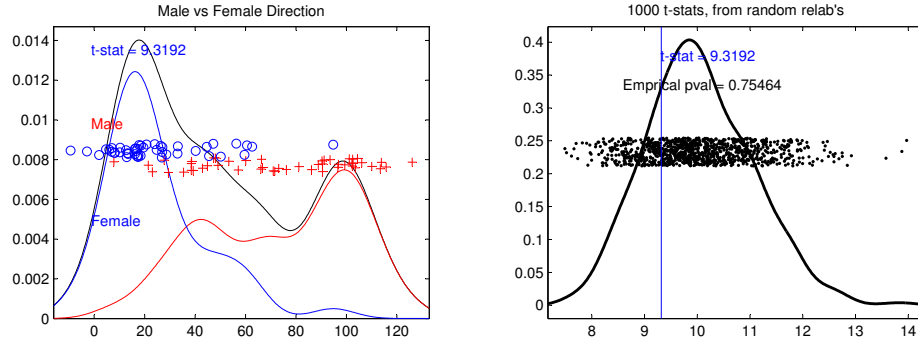 Male vs Female Direction
0.014
t-stat = 9.3192
0.012
0.01
Male
0.008
0.006
Female
0.004
0.002
0
0 20 40 60 80 100 120
1000 t-stats, from random relab's
0.4
t-stat = 9.3192
0.35
Emprical pval = 0.75464
0.3
0.25
0.2
0.15
0.1
0.05
0
8 9 10 11 12 13 14